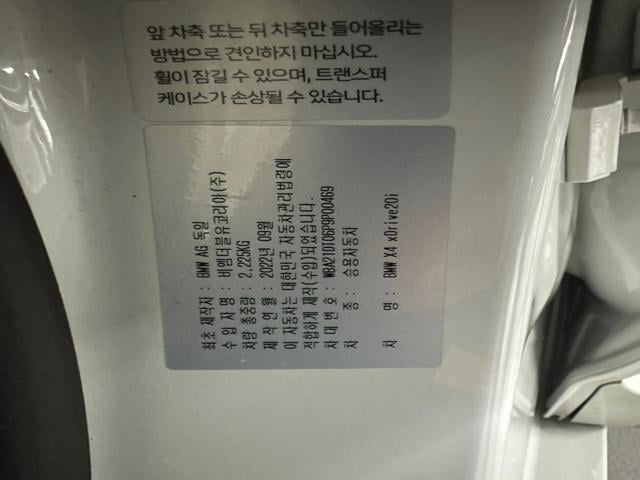 앞 차축 또는 뒤 차축만 들어올리는
방법으로 견인하지 마십시오.
휠이 잠길 수 있으며, 트랜스퍼
케이스가 손상될 수 있습니다.
최초 제작자 : BMW AG 독일
수 입 자 명 : 비엠더블유코리아(주)
차량 총중량 : 2,225KG
제 작 연 월 : 2022년 09월
이 자동차는 대한민국 자동차관리법령에
적합하게 제작(수입)되었습니다.
차 대 번 호 : WBA21DT06P9P00469
차 종 : 승용자동차
차 명 : BMW X4 xDrive20i